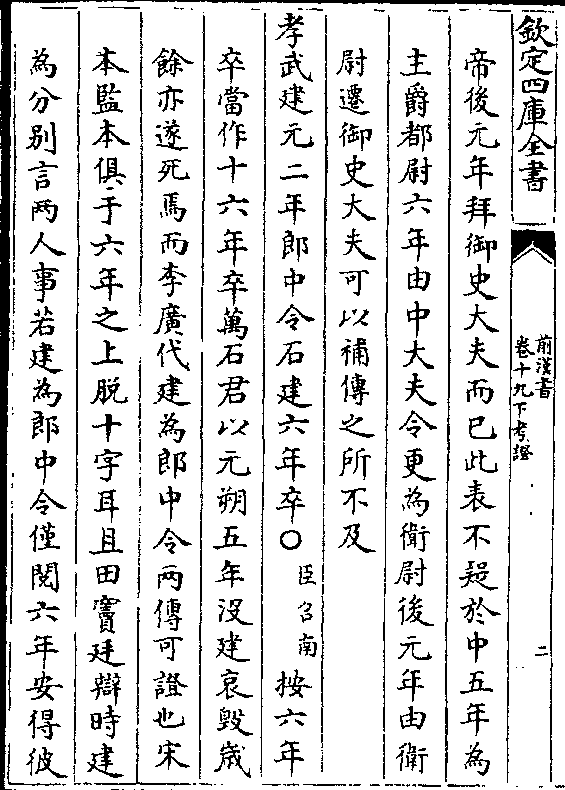 欽定四庫全書
前漢書
卷十九下考證
二
帝後元年拜御史大夫而已此表不疑於中五年為
主爵都尉六年由中大夫令更為衛尉後元年由衛
尉遷御史大夫可以補傳之所不及
孝武建元二年郎中令石建六年卒○臣召南按六年
卒當作十六年卒萬石君以元朔五年没建哀毀歲
餘亦遂死焉而李廣代建為郎中令兩傳可證也宋
本監本俱于六年之上脱十字耳且田竇廷辯時建
為分别言两人事若建為郎中令僅閲六年安得彼